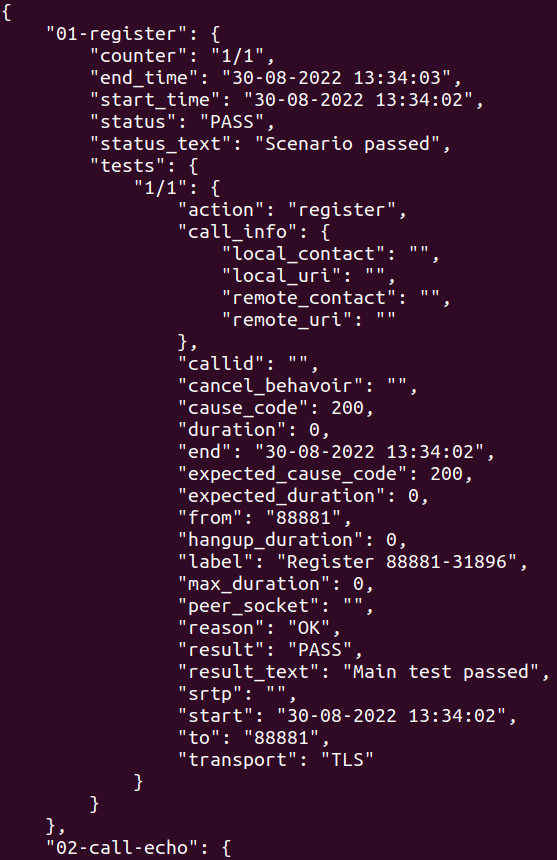 {
    "01-register": {
        "counter": "1/1",
        "end_time": "30-08-2022 13:34:03",
        "start_time": "30-08-2022 13:34:02",
        "status": "PASS",
        "status_text": "Scenario passed",
        "tests": {
            "1/1": {
                "action": "register",
                "call_info": {
                    "local_contact": "",
                    "local_uri": "",
                    "remote_contact": "",
                    "remote_uri": ""
                },
                "callid": "",
                "cancel_behavoir": "",
                "cause_code": 200,
                "duration": 0,
                "end": "30-08-2022 13:34:02",
                "expected_cause_code": 200,
                "expected_duration": 0,
                "from": "88881",
                "hangup_duration": 0,
                "label": "Register 88881-31896",
                "max_duration": 0,
                "peer_socket": "",
                "reason": "OK",
                "result": "PASS",
                "result_text": "Main test passed",
                "srtp": "",
                "start": "30-08-2022 13:34:02",
                "to": "88881",
                "transport": "TLS"
            }
        }
    },
    "02-call-echo": {